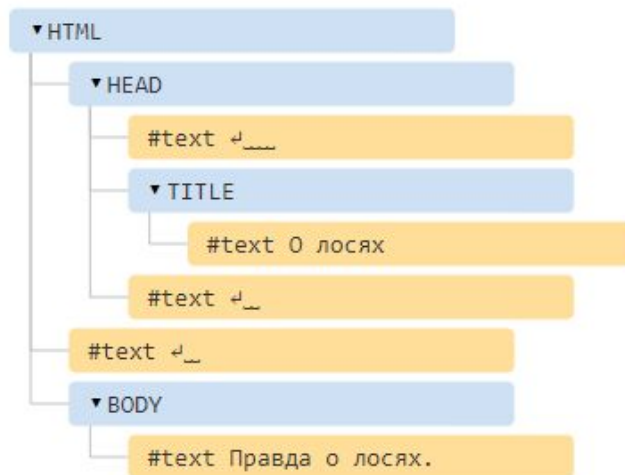 ▾HTML
▾HEAD
#text ↵␣␣␣␣
▾TITLE
#text О лосях
#text ↵␣␣
#text ↵␣␣
▾BODY
#text Правда о лосях.